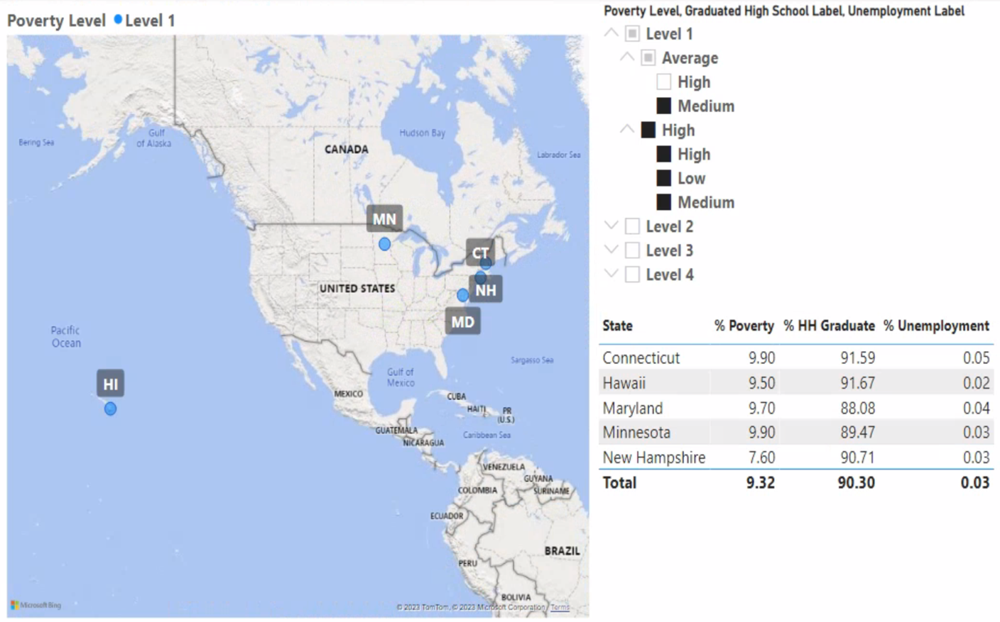 Poverty Level Level 1
Bering Sea
Gulf
of Alaska
CANADA
Hudson Bay
Labrador Sea
MN
CT
NH
MD
UNITED STATES
Pacific
Ocean
HI
Sargasso Sea
Gulf of
Mexico
MEXICO
CUBA
HAITI
PR
(U.S.)
GUATEMALA
Caribbean Sea
NICARAGUA
VENEZUELA
GUYANA
COLOMBIA
SURINAME
ECUADOR
BRAZIL
PERU
BOLIVIA
Microsoft Bing
© 2023 TomTom, © 2023 Microsoft Corporation Terms
Poverty Level, Graduated High School Label, Unemployment Label
Level 1
Average
High
Medium
High
High
Low
Medium
Level 2
Level 3
Level 4
State % Poverty % HH Graduate % Unemployment
Connecticut 9.90 91.59 0.05
Hawaii 9.50 91.67 0.02
Maryland 9.70 88.08 0.04
Minnesota 9.90 89.47 0.03
New Hampshire 7.60 90.71 0.03
Total 9.32 90.30 0.03